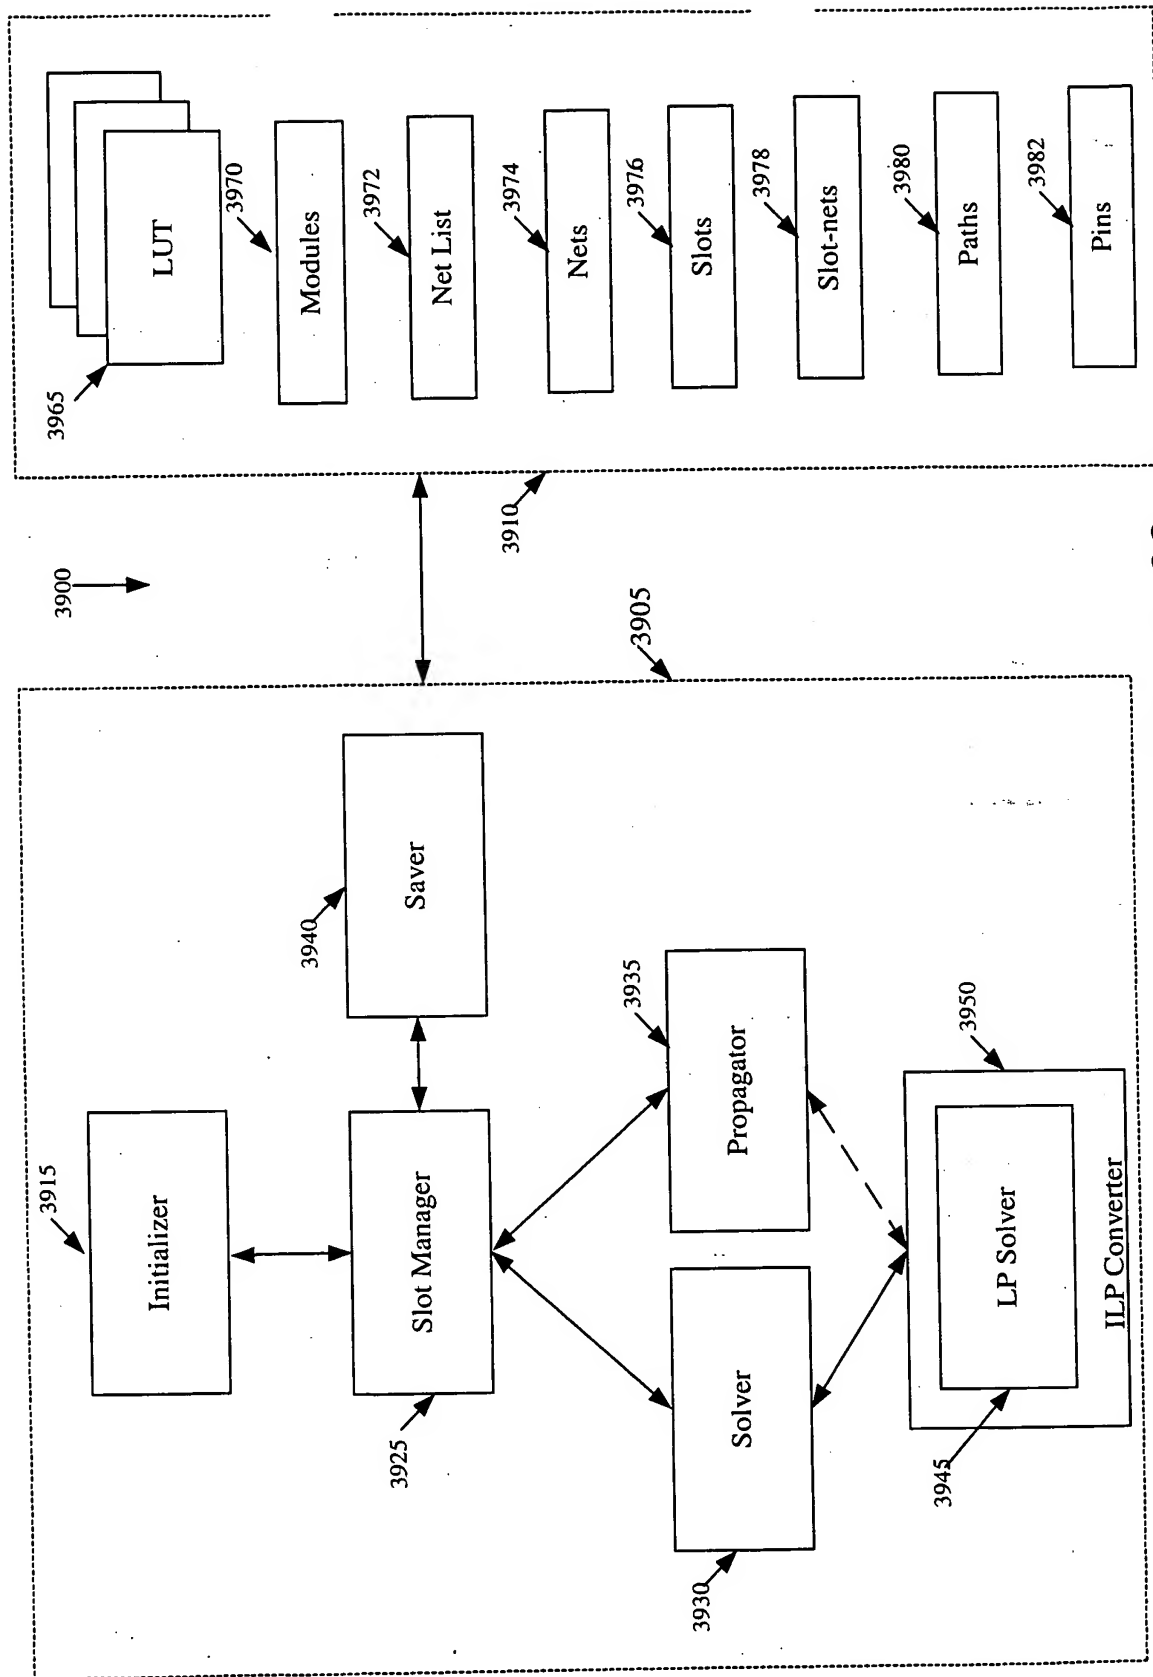 3900
3905
3915
Initializer
3940
Saver
3925
Slot Manager
3930
Solver
3935
Propagator
3950
3945
LP Solver
ILP Converter
3910
3965
LUT
3970
Modules
3972
Net List
3974
Nets
3976
Slots
3978
Slot-nets
3980
Paths
3982
Pins